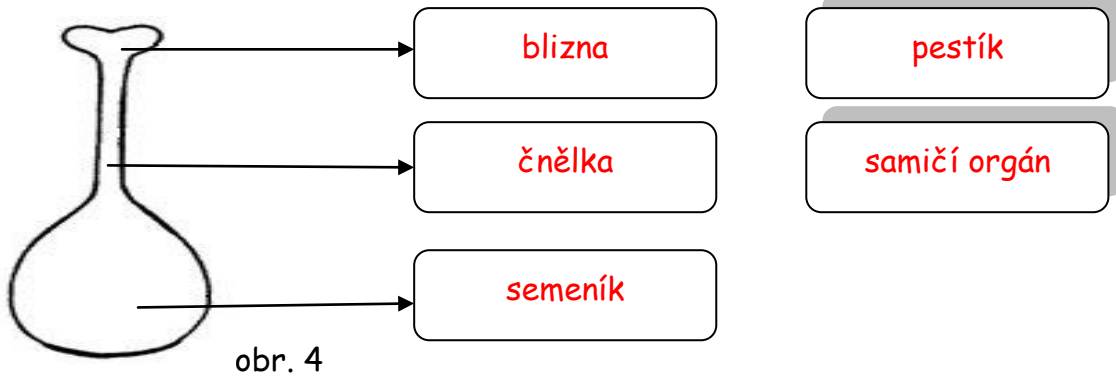 blizna
pestík
čnělka
samičí orgán
semeník
obr. 4